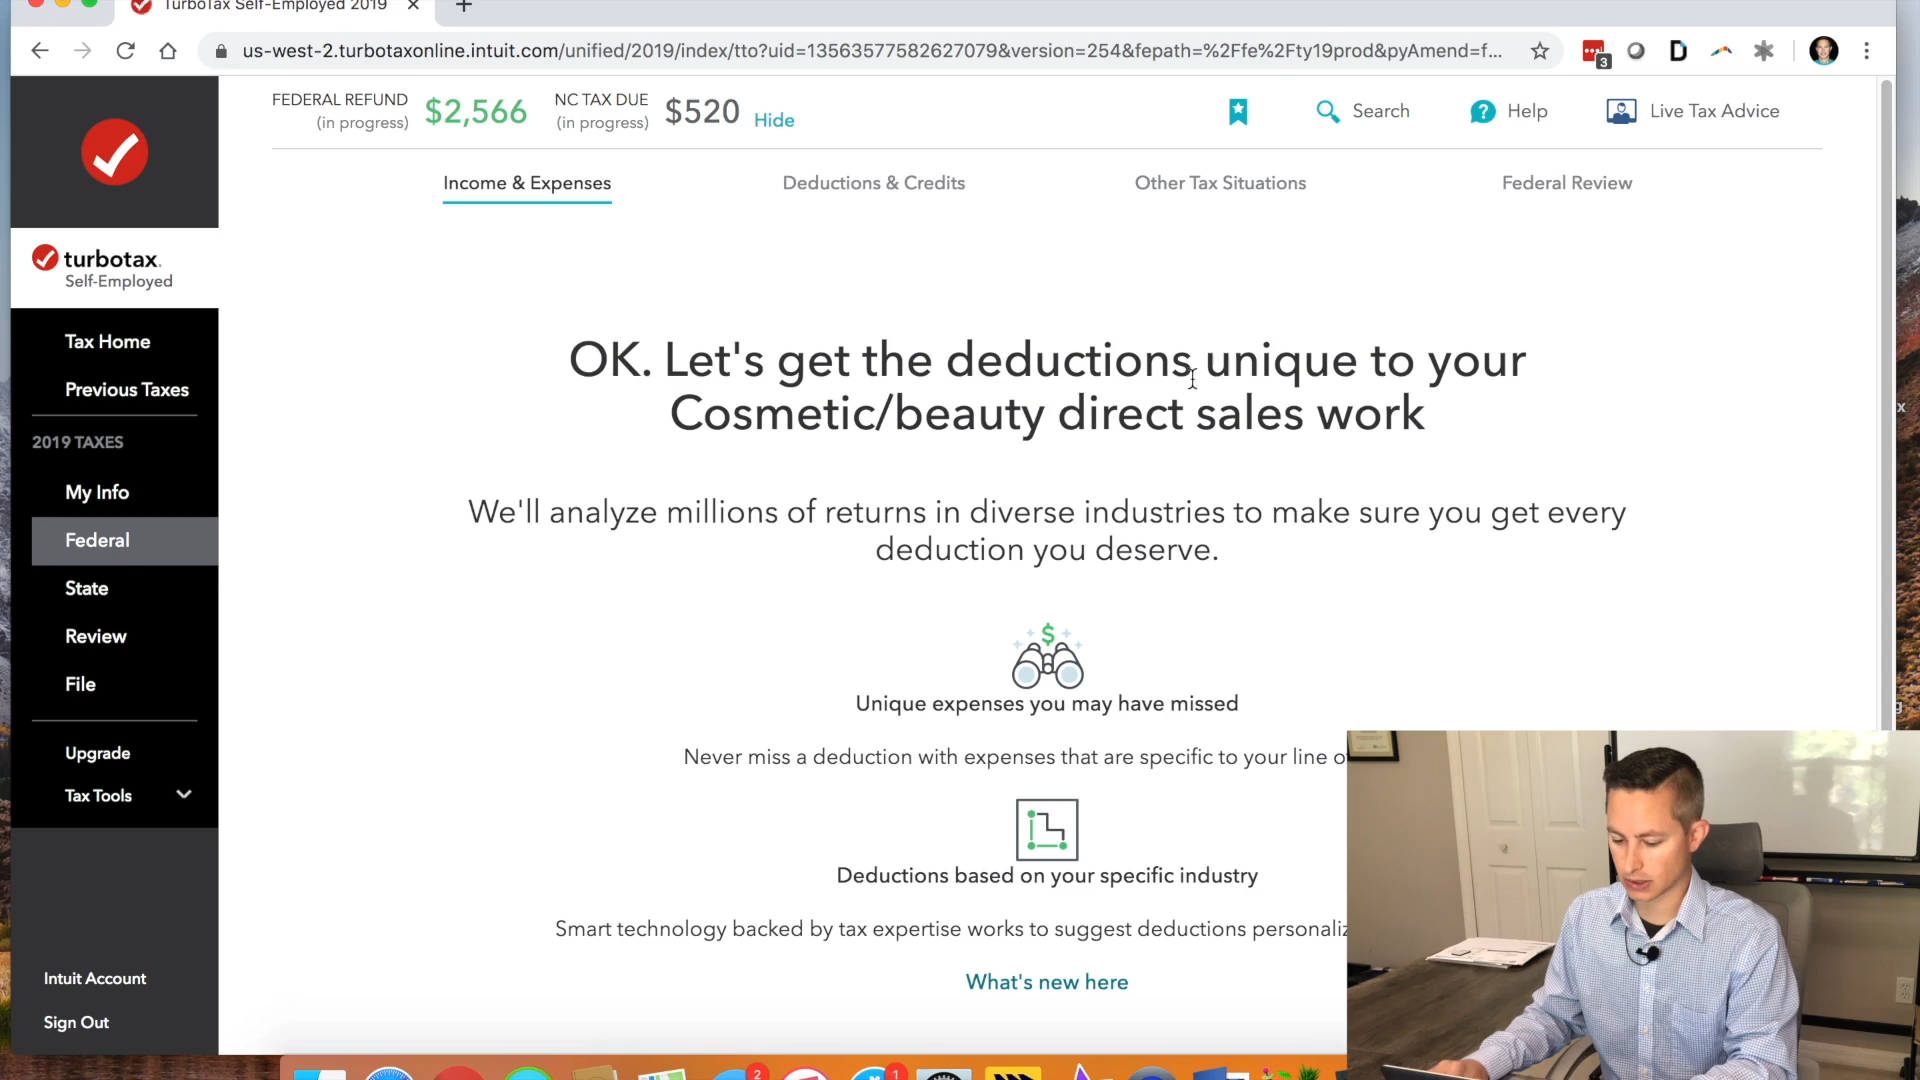 TurboTax Self-Employed 2019
us-west-2.turbotaxonline.intuit.com/unified/2019/index/tto?uid=13563577582627079&version=254&fepath=%2Ffe%2Fty19prod&pyAmend=f...
3
FEDERAL REFUND
(in progress)
$2,566
NC TAX DUE
(in progress)
$520
Hide
Search
Help
Live Tax Advice
Income & Expenses
Deductions & Credits
Other Tax Situations
Federal Review
turbotax.
Self-Employed
Tax Home
Previous Taxes
2019 TAXES
My Info
Federal
State
Review
File
Upgrade
Tax Tools
Intuit Account
Sign Out
OK. Let's get the deductions unique to your
Cosmetic/beauty direct sales work
We'll analyze millions of returns in diverse industries to make sure you get every
deduction you deserve.
Unique expenses you may have missed
Never miss a deduction with expenses that are specific to your line
Deductions based on your specific industry
Smart technology backed by tax expertise works to suggest deductions
What's new here
2
1